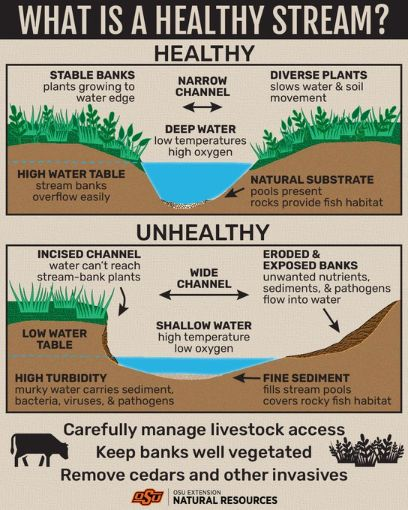 WHAT IS A HEALTHY STREAM?
HEALTHY
STABLE BANKS
plants growing to
water edge
NARROW
CHANNEL
DIVERSE PLANTS
slows water & soil
movement
DEEP WATER
low temperatures
high oxygen
HIGH WATER TABLE
stream banks
overflow easily
NATURAL SUBSTRATE
pools present
rocks provide fish habitat
UNHEALTHY
INCISED CHANNEL
water can't reach
stream-bank plants
WIDE
CHANNEL
ERODED &
EXPOSED BANKS
unwanted nutrients,
sediments, & pathogens
flow into water
LOW WATER
TABLE
SHALLOW WATER
high temperature
low oxygen
HIGH TURBIDITY
murky water carries sediment,
bacteria, viruses, & pathogens
FINE SEDIMENT
fills stream pools
covers rocky fish habitat
Carefully manage livestock access
Keep banks well vegetated
Remove cedars and other invasives
OSU
OSU EXTENSION
NATURAL RESOURCES